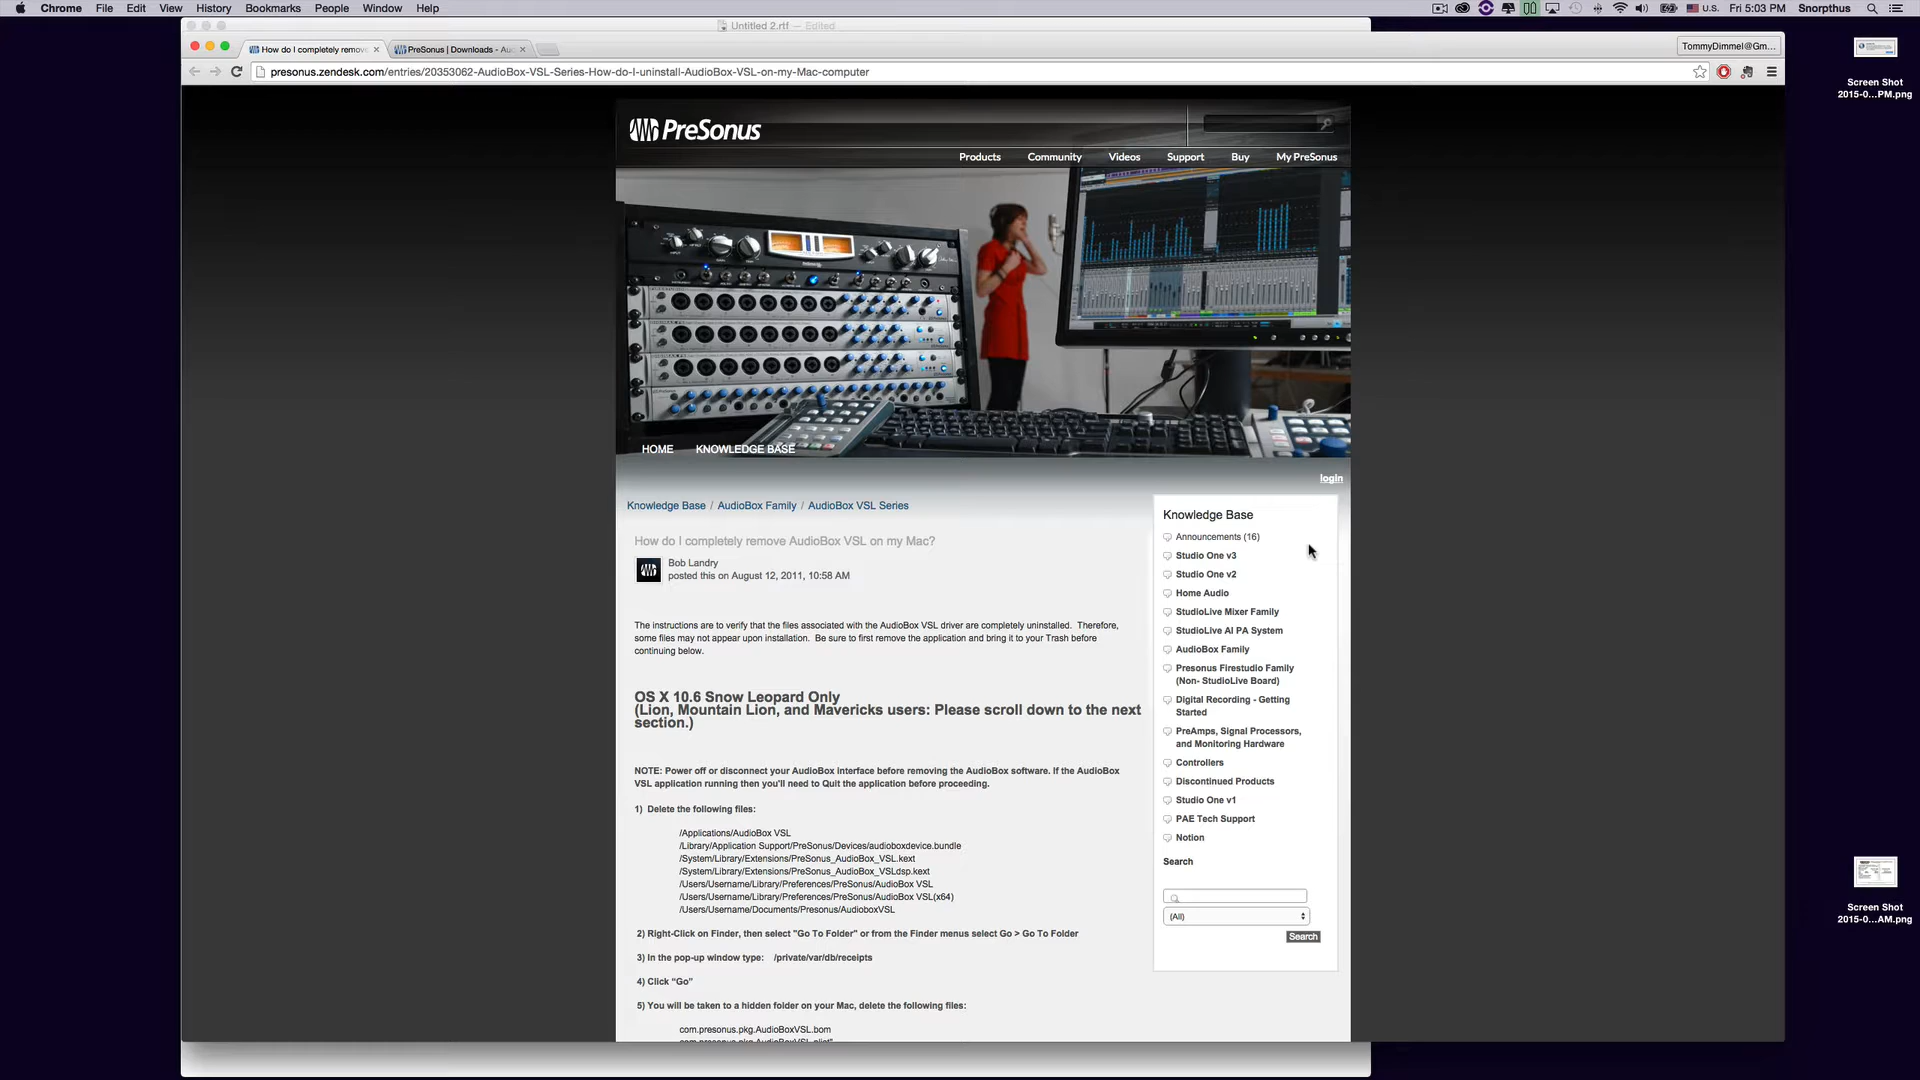 Chrome File Edit View History Bookmarks People Window Help
U.S. Fri 5:03 PM Snorpthus
Untitled 2.rtf — Edited
How do I completely remov
PreSonus | Downloads - Au
TommyDimmel@Gm...
presonus.zendesk.com/entries/20353062-AudioBox-VSL-Series-How-do-I-uninstall-AudioBox-VSL-on-my-Mac-computer
Screen Shot
2015-0...PM.png
PreSonus
Products Community Videos Support Buy My PreSonus
HOME KNOWLEDGE BASE
login
Knowledge Base / AudioBox Family / AudioBox VSL Series
How do I completely remove AudioBox VSL on my Mac?
Bob Landry
posted this on August 12, 2011, 10:58 AM
The instructions are to verify that the files associated with the AudioBox VSL driver are completely uninstalled. Therefore,
some files may not appear upon installation. Be sure to first remove the application and bring it to your Trash before
continuing below.
OS X 10.6 Snow Leopard Only
(Lion, Mountain Lion, and Mavericks users: Please scroll down to the next
section.)
NOTE: Power off or disconnect your AudioBox interface before removing the AudioBox software. If the AudioBox
VSL application running then you'll need to Quit the application before proceeding.
1) Delete the following files:
/Applications/AudioBox VSL
/Library/Application Support/PreSonus/Devices/audioboxdevice.bundle
/System/Library/Extensions/PreSonus_AudioBox_VSL.kext
/System/Library/Extensions/PreSonus_AudioBox_VSLdsp.kext
/Users/Username/Library/Preferences/PreSonus/AudioBox VSL
/Users/Username/Library/Preferences/PreSonus/AudioBox VSL(x64)
/Users/Username/Documents/Presonus/AudioboxVSL
2) Right-Click on Finder, then select "Go To Folder" or from the Finder menus select Go > Go To Folder
3) In the pop-up window type: /private/var/db/receipts
4) Click “Go”
5) You will be taken to a hidden folder on your Mac, delete the following files:
com.presonus.pkg.AudioBoxVSL.bom
Knowledge Base
Announcements (16)
Studio One v3
Studio One v2
Home Audio
StudioLive Mixer Family
StudioLive AI PA System
AudioBox Family
Presonus Firestudio Family
(Non- StudioLive Board)
Digital Recording - Getting
Started
PreAmps, Signal Processors,
and Monitoring Hardware
Controllers
Discontinued Products
Studio One v1
PAE Tech Support
Notion
Search
(All)
Search
Screen Shot
2015-0...AM.png